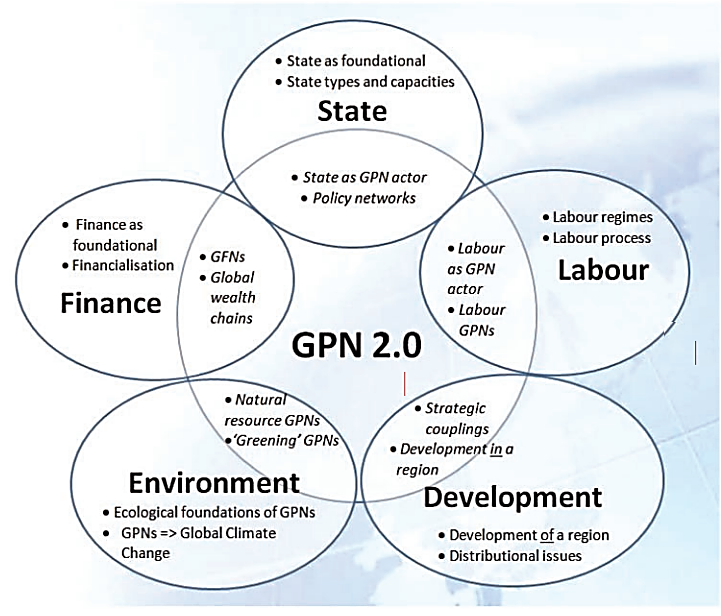 • State as foundational
• State types and capacities
State
• State as GPN actor
• Policy networks
• Finance as
foundational
• Financialisation
Finance
• GFNs
• Global
wealth
chains
• Labour regimes
• Labour process
Labour
• Labour
as GPN
actor
• Labour
GPNs
GPN 2.0
• Natural
resource GPNs
• 'Greening' GPNs
Environment
• Ecological foundations of GPNs
• GPNs => Global Climate
Change
• Strategic
couplings
• Development in a
region
Development
• Development of a region
• Distributional issues